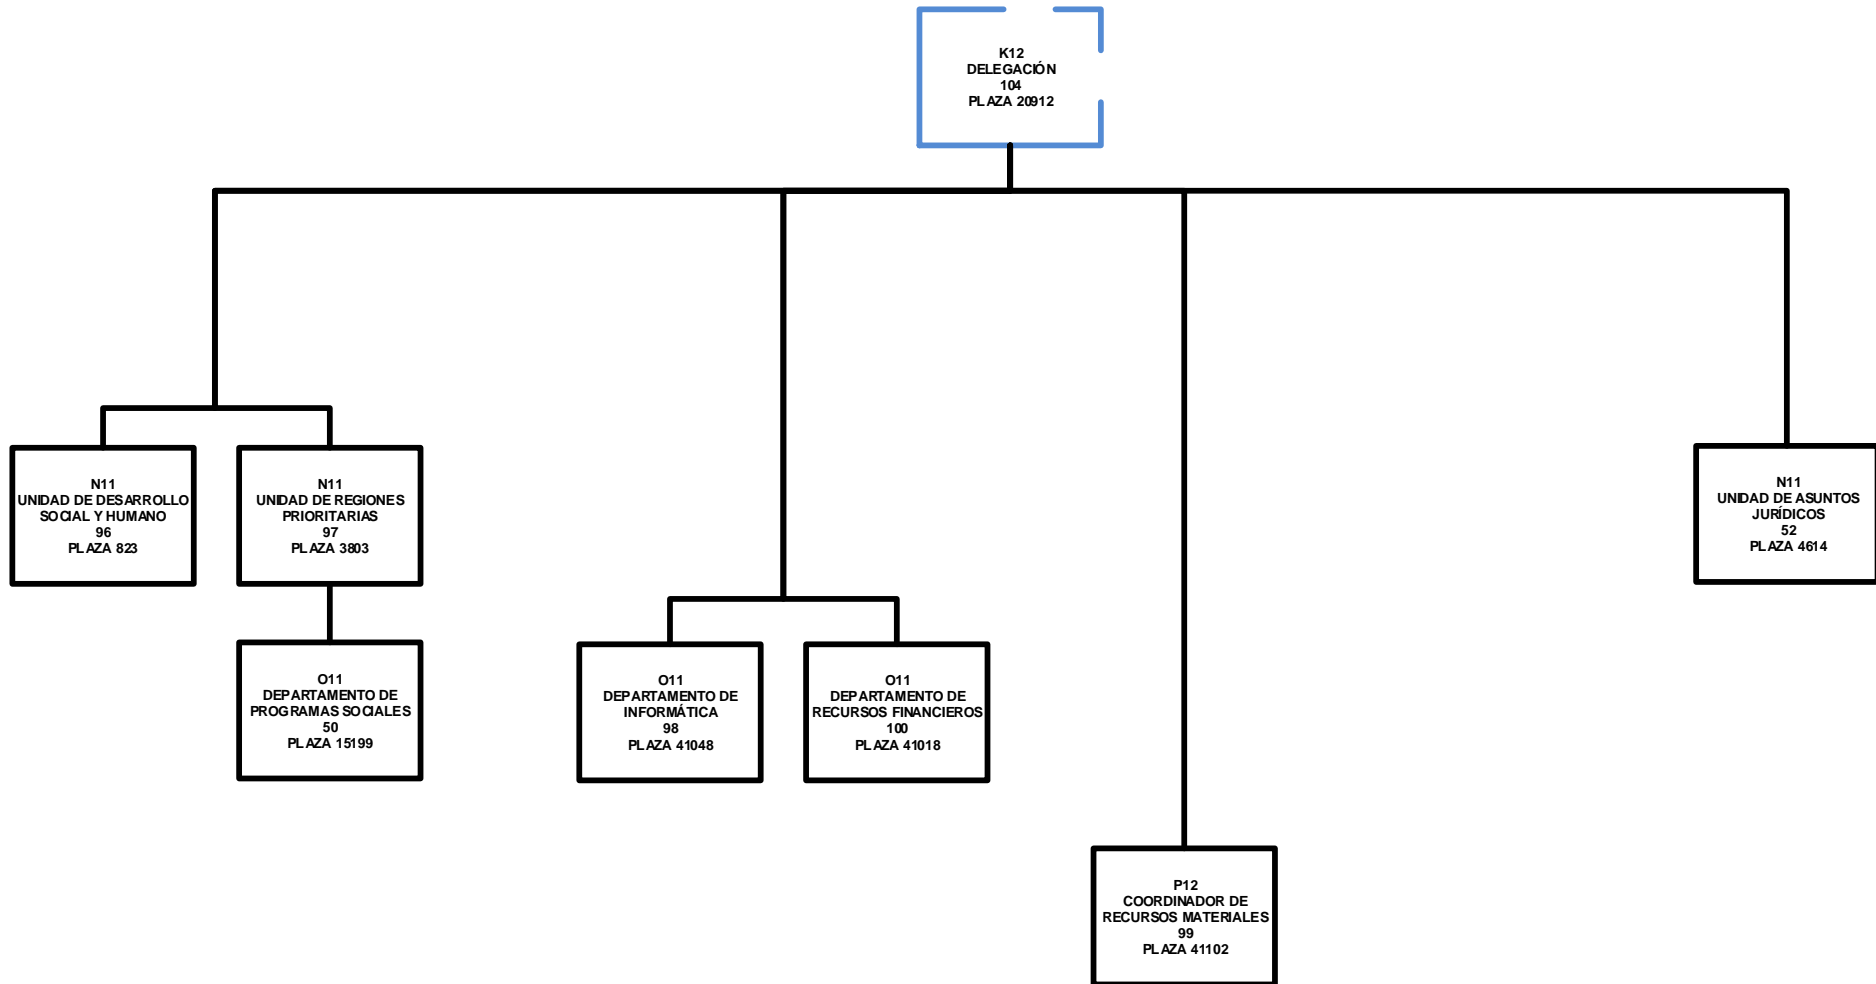 K12
DELEGACIÓN
104
PLAZA 20912
N11
UNIDAD DE DESARROLLO
SOCIAL Y HUMANO
96
PLAZA 823
N11
UNIDAD DE REGIONES
PRIORITARIAS
97
PLAZA 3803
N11
UNIDAD DE ASUNTOS
JURÍDICOS
52
PLAZA 4614
O11
DEPARTAMENTO DE
PROGRAMAS SOCIALES
50
PLAZA 15199
O11
DEPARTAMENTO DE
INFORMÁTICA
98
PLAZA 41048
O11
DEPARTAMENTO DE
RECURSOS FINANCIEROS
100
PLAZA 41018
P12
COORDINADOR DE
RECURSOS MATERIALES
99
PLAZA 41102